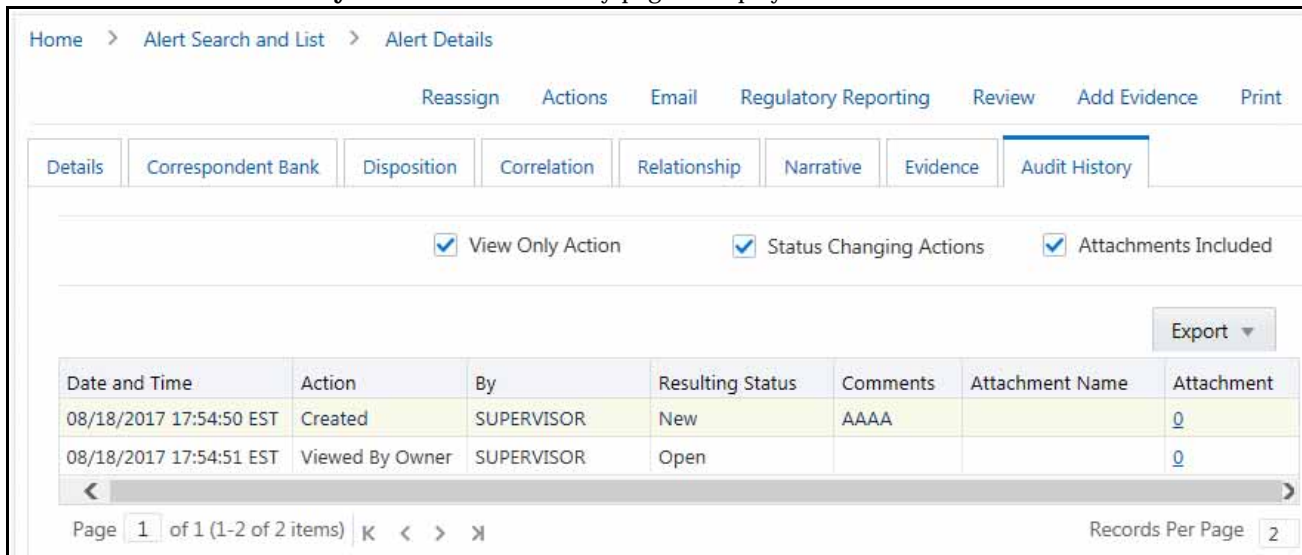 Home > Alert Search and List > Alert Details
Reassign Actions Email Regulatory Reporting Review Add Evidence Print
Details Correspondent Bank Disposition Correlation Relationship Narrative Evidence Audit History
View Only Action Status Changing Actions Attachments Included
Export
Date and Time Action By Resulting Status Comments Attachment Name Attachment
08/18/2017 17:54:50 EST Created SUPERVISOR New AAAA 0
08/18/2017 17:54:51 EST Viewed By Owner SUPERVISOR Open 0
Page 1 of 1 (1-2 of 2 items) Records Per Page 2